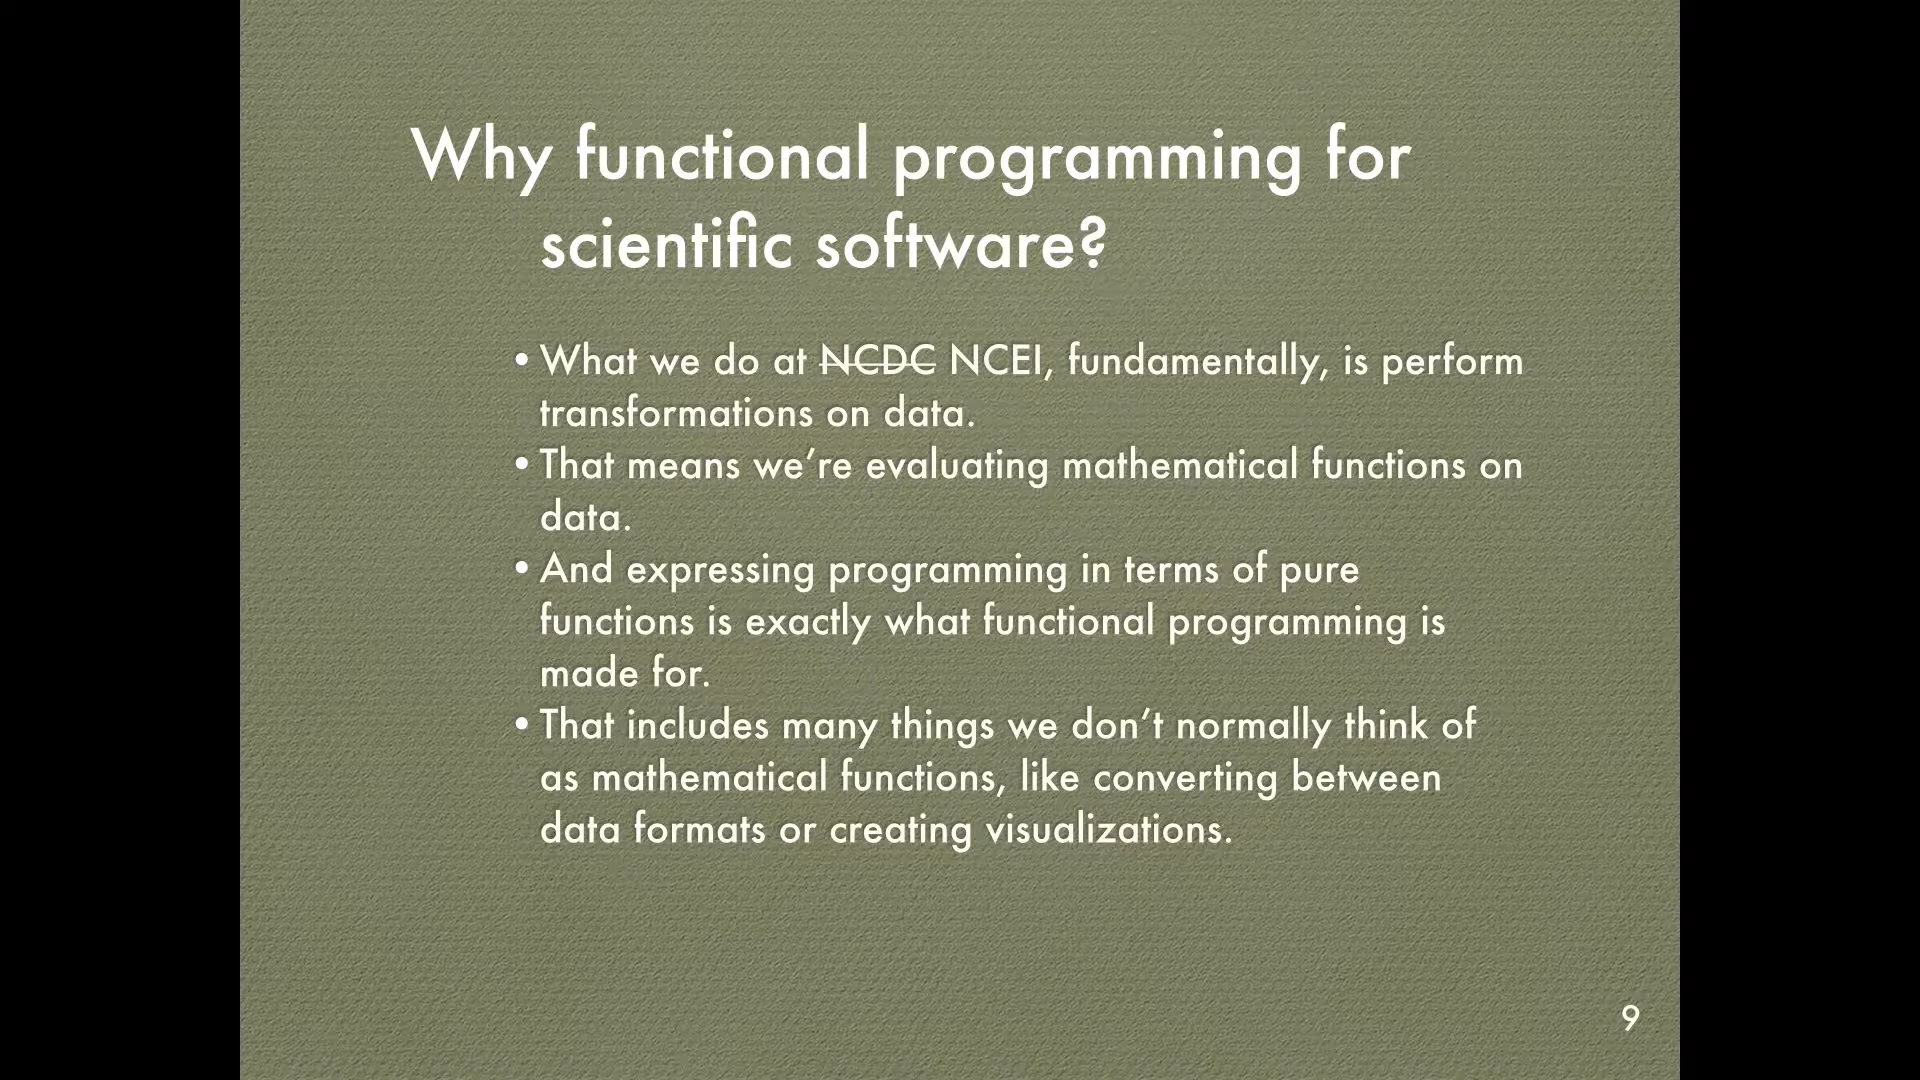 Why functional programming for
scientific software?
•What we do at NCDC NCEI, fundamentally, is perform
transformations on data.
•That means we’re evaluating mathematical functions on
data.
•And expressing programming in terms of pure
functions is exactly what functional programming is
made for.
•That includes many things we don’t normally think of
as mathematical functions, like converting between
data formats or creating visualizations.
9